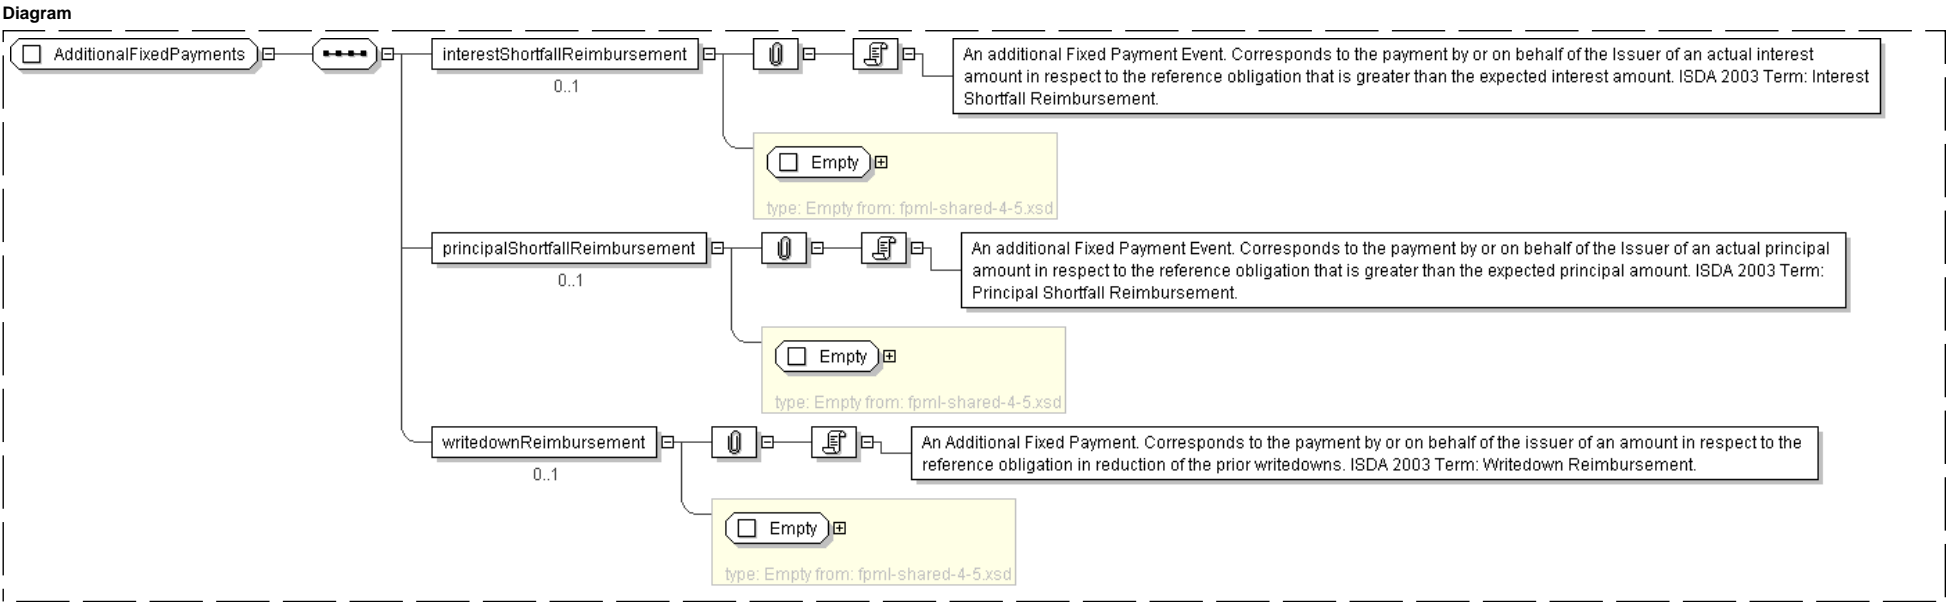 Diagram
AdditionalFixedPayments
interestShortfallReimbursement
0..1
An additional Fixed Payment Event. Corresponds to the payment by or on behalf of the Issuer of an actual interest
amount in respect to the reference obligation that is greater than the expected interest amount. ISDA 2003 Term: Interest
Shortfall Reimbursement.
Empty
type: Empty from: fpml-shared-4-5.xsd
principalShortfallReimbursement
0..1
An additional Fixed Payment Event. Corresponds to the payment by or on behalf of the Issuer of an actual principal
amount in respect to the reference obligation that is greater than the expected principal amount. ISDA 2003 Term:
Principal Shortfall Reimbursement.
Empty
type: Empty from: fpml-shared-4-5.xsd
writedownReimbursement
0..1
An Additional Fixed Payment. Corresponds to the payment by or on behalf of the issuer of an amount in respect to the
reference obligation in reduction of the prior writedowns. ISDA 2003 Term: Writedown Reimbursement.
Empty
type: Empty from: fpml-shared-4-5.xsd